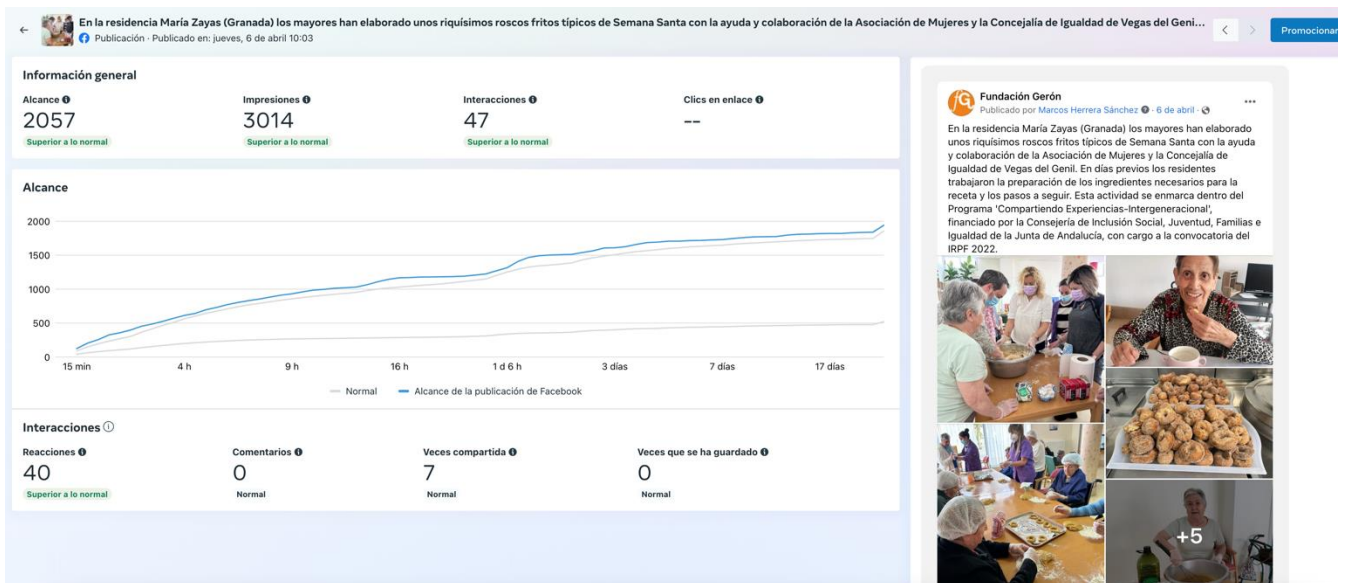 En la residencia María Zayas (Granada) los mayores han elaborado unos riquísimos roscos fritos típicos de Semana Santa con la ayuda y colaboración de la Asociación de Mujeres y la Concejalía de Igualdad de Vegas del Geni...
Publicación · Publicado en: jueves, 6 de abril 10:03
Promocionar
Información general
Alcance
Impresiones
Interacciones
Clics en enlace
2057
3014
47
--
Superior a lo normal
Superior a lo normal
Superior a lo normal
Alcance
2000
1500
1000
500
0
15 min
4 h
9 h
16 h
1 d 6 h
3 días
7 días
17 días
Normal
Alcance de la publicación de Facebook
Interacciones
Reacciones
Comentarios
Veces compartida
Veces que se ha guardado
40
0
7
0
Superior a lo normal
Normal
Normal
Normal
fG
Fundación Gerón
Publicado por Marcos Herrera Sánchez · 6 de abril ·
En la residencia María Zayas (Granada) los mayores han elaborado
unos riquísimos roscos fritos típicos de Semana Santa con la ayuda
y colaboración de la Asociación de Mujeres y la Concejalía de
Igualdad de Vegas del Genil. En días previos los residentes
trabajaron la preparación de los ingredientes necesarios para la
receta y los pasos a seguir. Esta actividad se enmarca dentro del
Programa 'Compartiendo Experiencias-Intergeneracional',
financiado por la Consejería de Inclusión Social, Juventud, Familias e
Igualdad de la Junta de Andalucía, con cargo a la convocatoria del
IRPF 2022.
+5